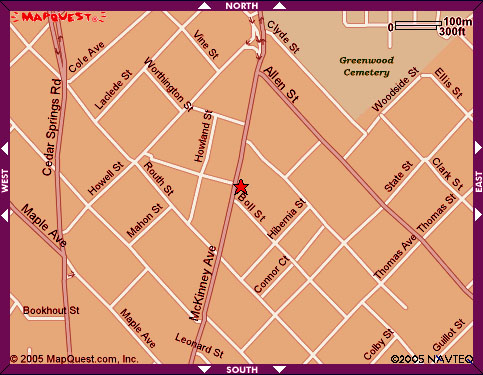 NORTH
MAPQUEST
100m
0
300ft
Cole Ave
Vine St
Clyde St
Greenwood
Cemetery
Laclede St
Worthington St
Allen St
Woodside St
Ellis St
Cedar Springs Rd
Howland St
WEST
EAST
Howell St
Routh St
State St
Clark St
Maple Ave
Mahon St
Boll St
Hibernia St
Thomas St
McKinney Ave
Connor Ct
Thomas Ave
Bookhout St
Maple Ave
Leonard St
Colby St
Guillot St
© 2005 MapQuest.com, Inc.
©2005 NAVTEQ
SOUTH